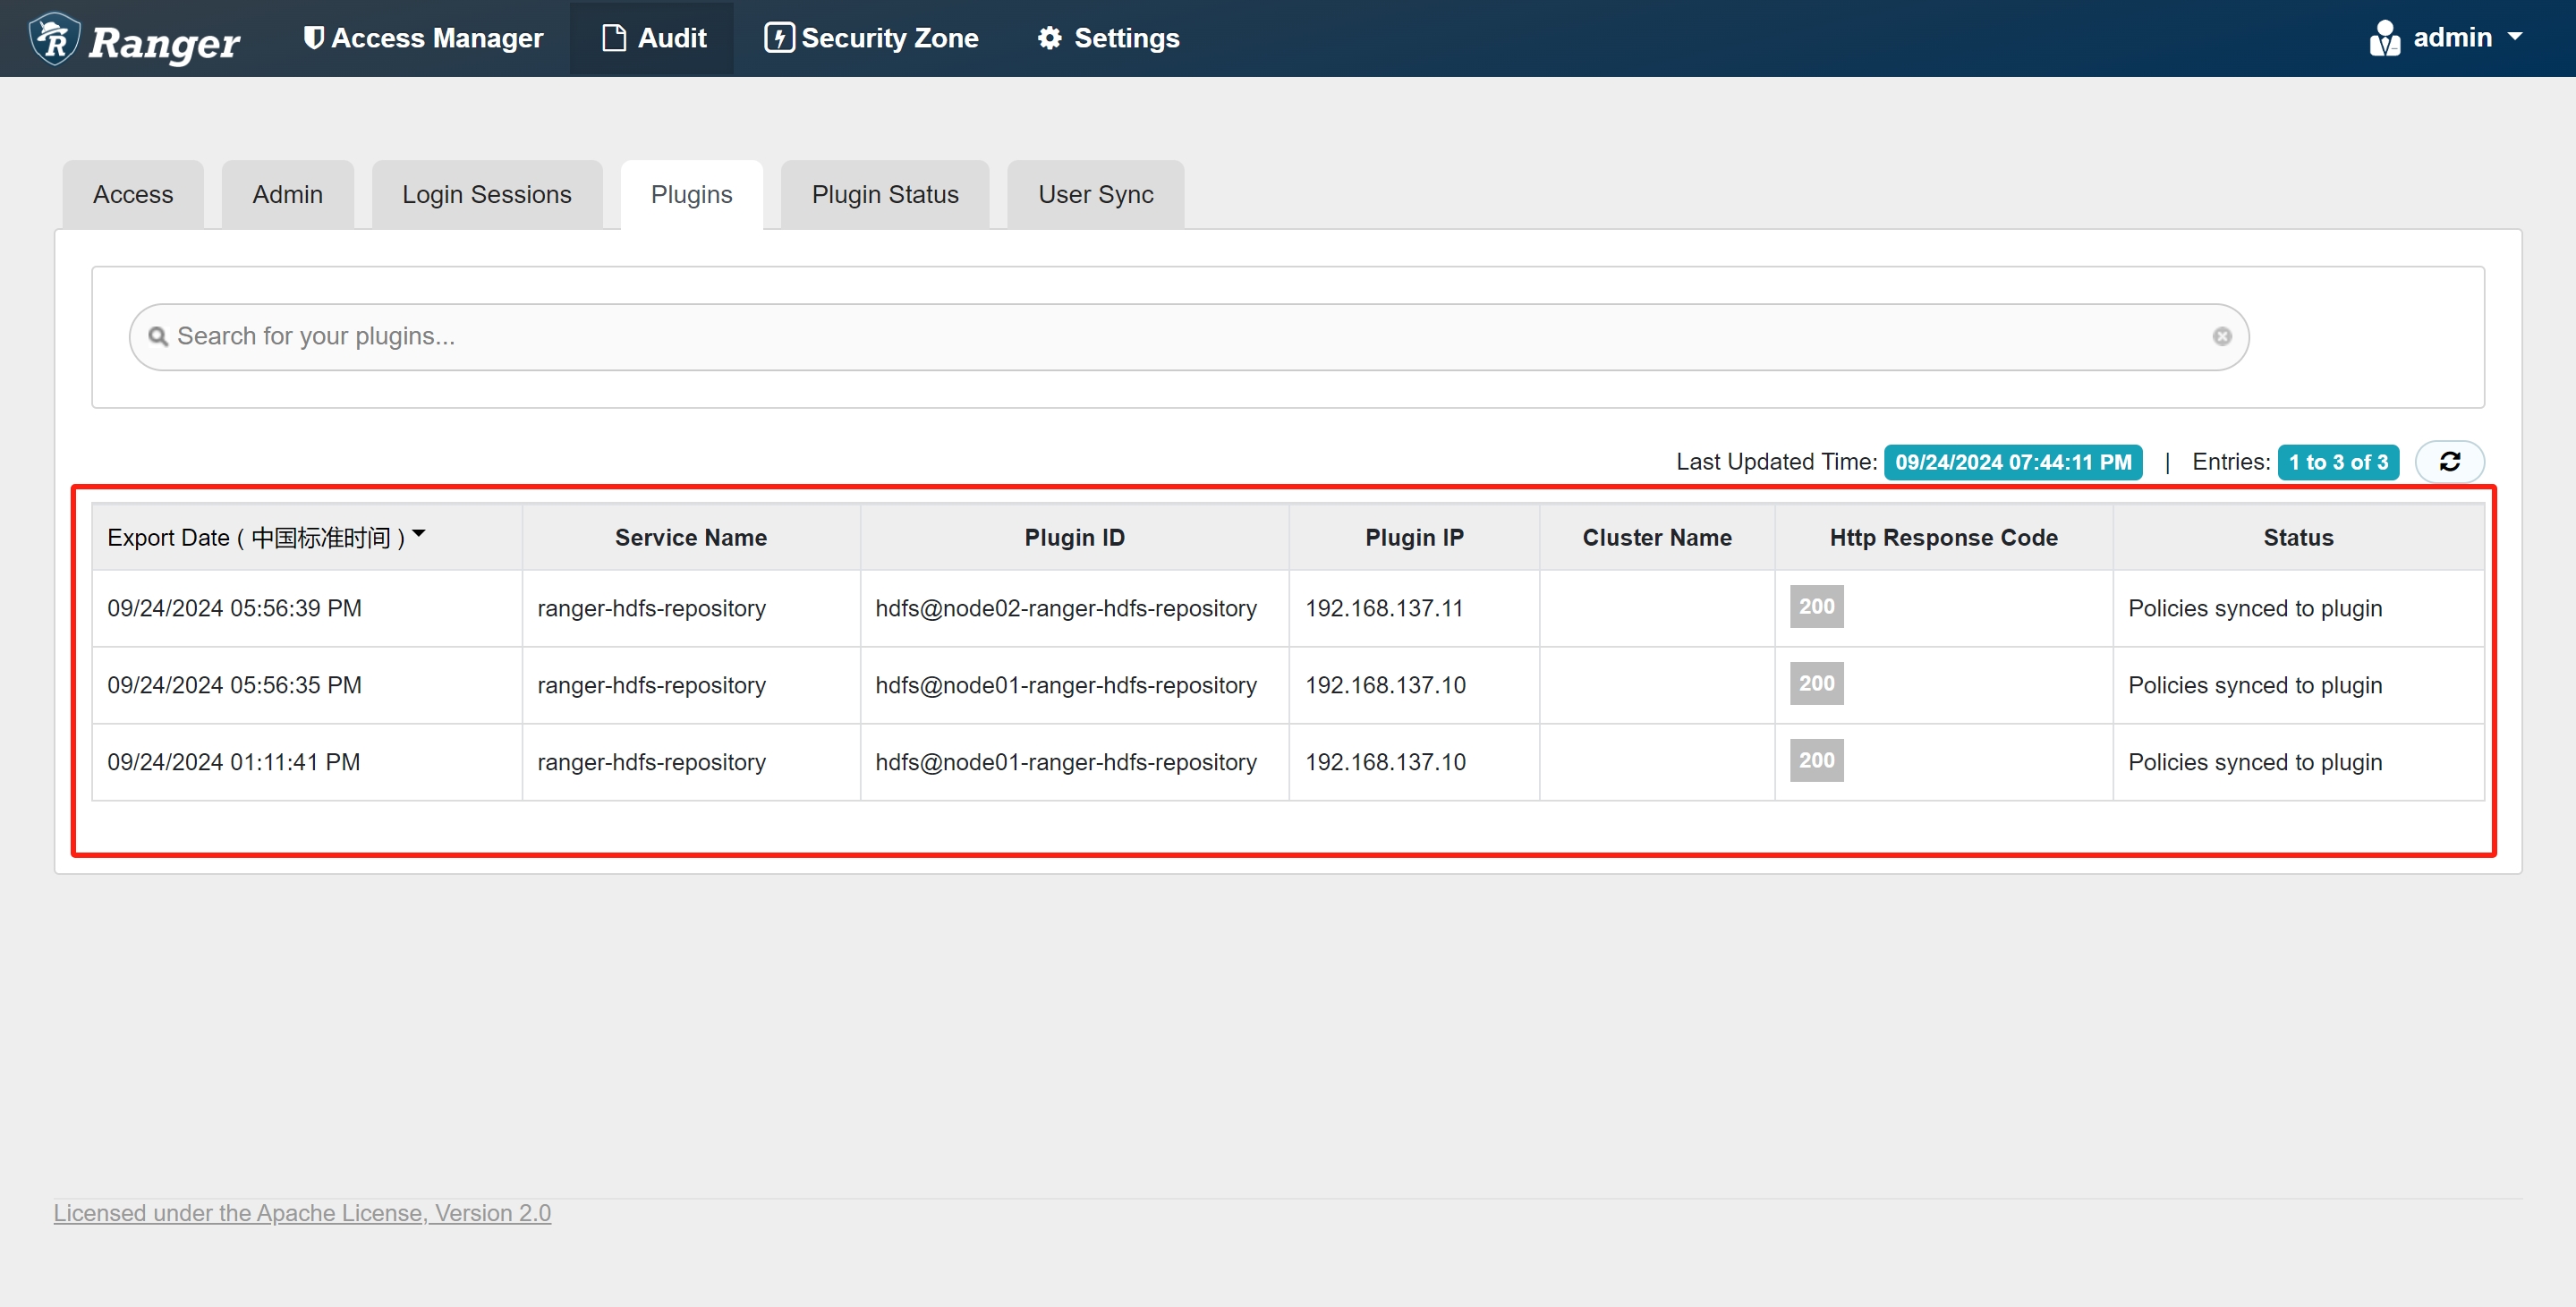 Ranger Access Manager Audit Security Zone Settings admin
Access Admin Login Sessions Plugins Plugin Status User Sync
Search for your plugins...
Last Updated Time: 09/24/2024 07:44:11 PM | Entries: 1 to 3 of 3
Export Date ( 中国标准时间 ) Service Name Plugin ID Plugin IP Cluster Name Http Response Code Status
09/24/2024 05:56:39 PM ranger-hdfs-repository hdfs@node02-ranger-hdfs-repository 192.168.137.11 200 Policies synced to plugin
09/24/2024 05:56:35 PM ranger-hdfs-repository hdfs@node01-ranger-hdfs-repository 192.168.137.10 200 Policies synced to plugin
09/24/2024 01:11:41 PM ranger-hdfs-repository hdfs@node01-ranger-hdfs-repository 192.168.137.10 200 Policies synced to plugin
Licensed under the Apache License, Version 2.0